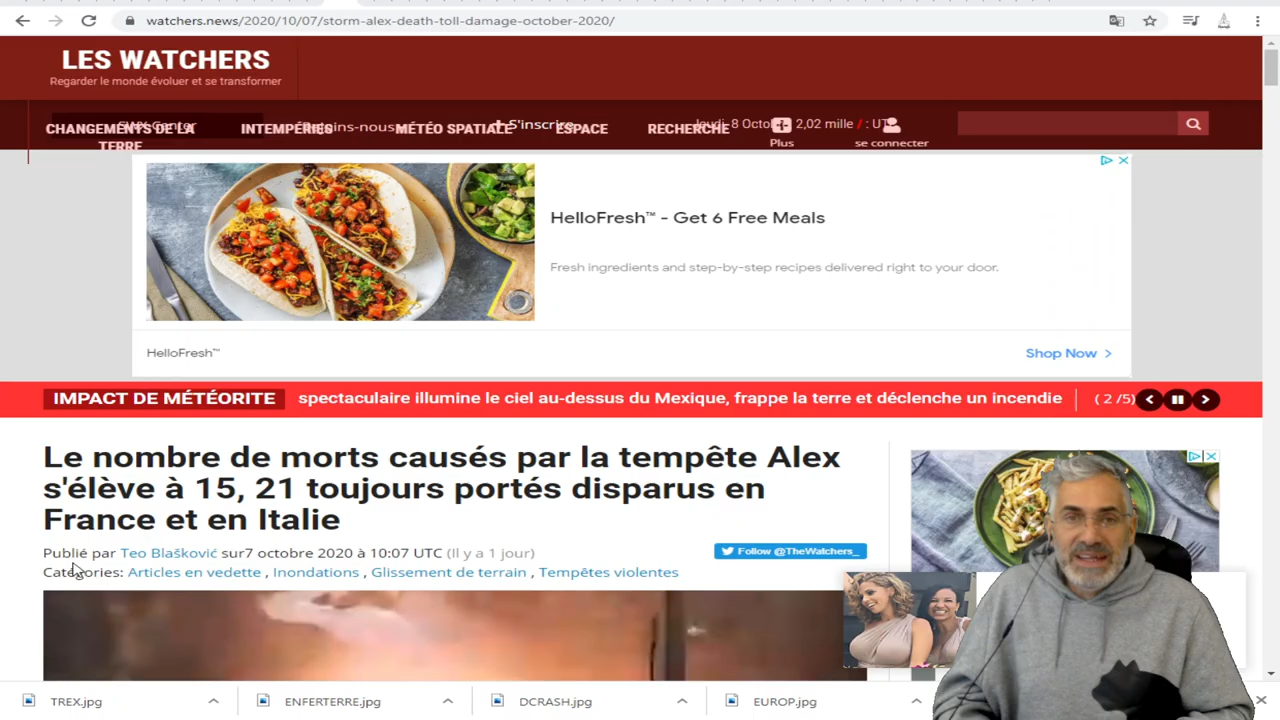 watchers.news/2020/10/07/storm-alex-death-toll-damage-october-2020/
LES WATCHERS
Regarder le monde évoluer et se transformer
CHANGEMENTS DE LA TERRE
INTEMPÉRIES
MÉTÉO SPATIALE
S'inscrire
ESPACE
RECHERCHE
2,02 mille / : UT
Plus
se connecter
HelloFresh™ - Get 6 Free Meals
Fresh ingredients and step-by-step recipes delivered right to your door.
HelloFresh™
Shop Now >
IMPACT DE MÉTÉORITE
spectaculaire illumine le ciel au-dessus du Mexique, frappe la terre et déclenche un incendie
( 2 /5)
Le nombre de morts causés par la tempête Alex
s'élève à 15, 21 toujours portés disparus en
France et en Italie
Publié par Teo Blašković sur7 octobre 2020 à 10:07 UTC (Il y a 1 jour)
Follow @TheWatchers_
Catégories: Articles en vedette , Inondations , Glissement de terrain , Tempêtes violentes
TREX.jpg
ENFERTERRE.jpg
DCRASH.jpg
EUROP.jpg